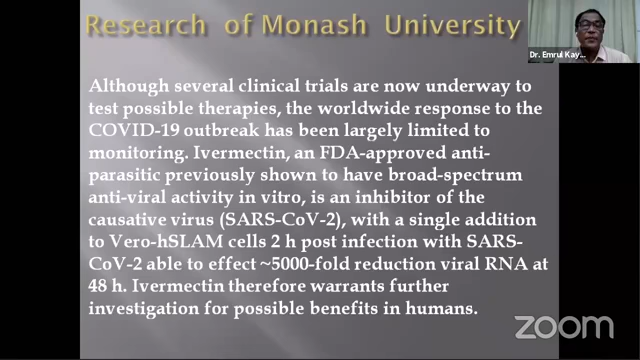 Research of Monash University
Dr. Emrul Kay...
Although several clinical trials are now underway to
test possible therapies, the worldwide response to the
COVID-19 outbreak has been largely limited to
monitoring. Ivermectin, an FDA-approved anti-
parasitic previously shown to have broad-spectrum
anti-viral activity in vitro, is an inhibitor of the
causative virus (SARS-CoV-2), with a single addition
to Vero-hSLAM cells 2 h post infection with SARS-
CoV-2 able to effect ~5000-fold reduction viral RNA at
48 h. Ivermectin therefore warrants further
investigation for possible benefits in humans.
zoom